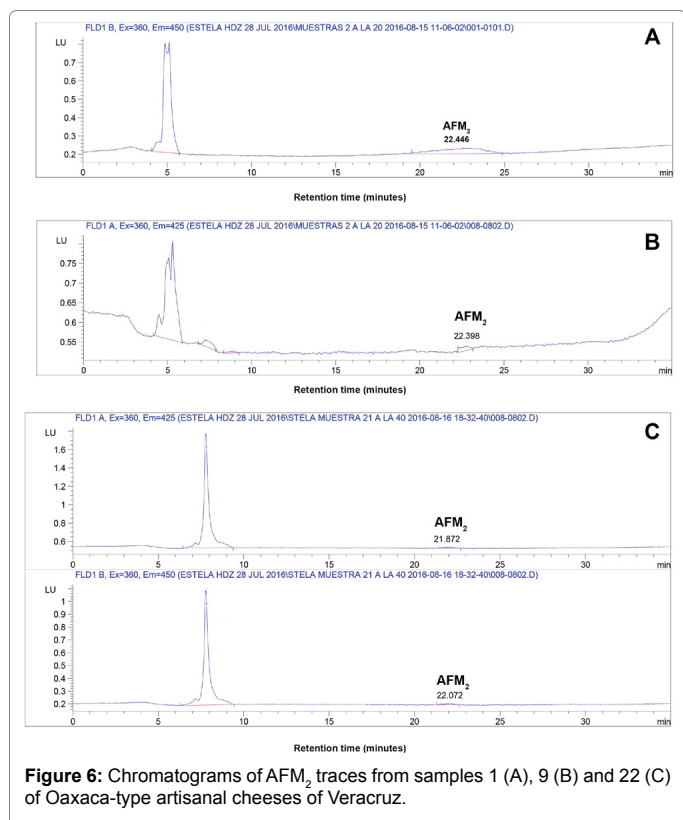 FLD1 B, Ex=360, Em=450 (ESTELA HDZ 28 JUL 2016\MUESTRAS 2 A LA 20 2016-08-15 11-06-02\001-0101.D)
LU
A
0.7
0.6
0.5
0.4
0.3
0.2
AFM2
22.446
0 5 10 15 20 25 30 min
Retention time (minutes)
FLD1 A, Ex=360, Em=425 (ESTELA HDZ 28 JUL 2016\MUESTRAS 2 A LA 20 2016-08-15 11-06-02\008-0802.D)
LU
B
0.75
0.70
0.65
0.60
0.55
AFM2
22.398
0 5 10 15 20 25 30 min
Retention time (minutes)
FLD1 A, Ex=360, Em=425 (ESTELA HDZ 28 JUL 2016\STELA MUESTRA 21 A LA 40 2016-08-16 18-32-40\008-0802.D)
LU
C
1.6
1.4
1.2
1
0.8
0.6
AFM2
21.872
0 5 10 15 20 25 30 min
FLD1 B, Ex=360, Em=450 (ESTELA HDZ 28 JUL 2016\STELA MUESTRA 21 A LA 40 2016-08-16 18-32-40\008-0802.D)
LU
1
0.9
0.8
0.7
0.6
0.5
0.4
0.3
0.2
AFM2
22.072
0 5 10 15 20 25 30 min
Retention time (minutes)
Figure 6: Chromatograms of AFM2 traces from samples 1 (A), 9 (B) and 22 (C)
of Oaxaca-type artisanal cheeses of Veracruz.